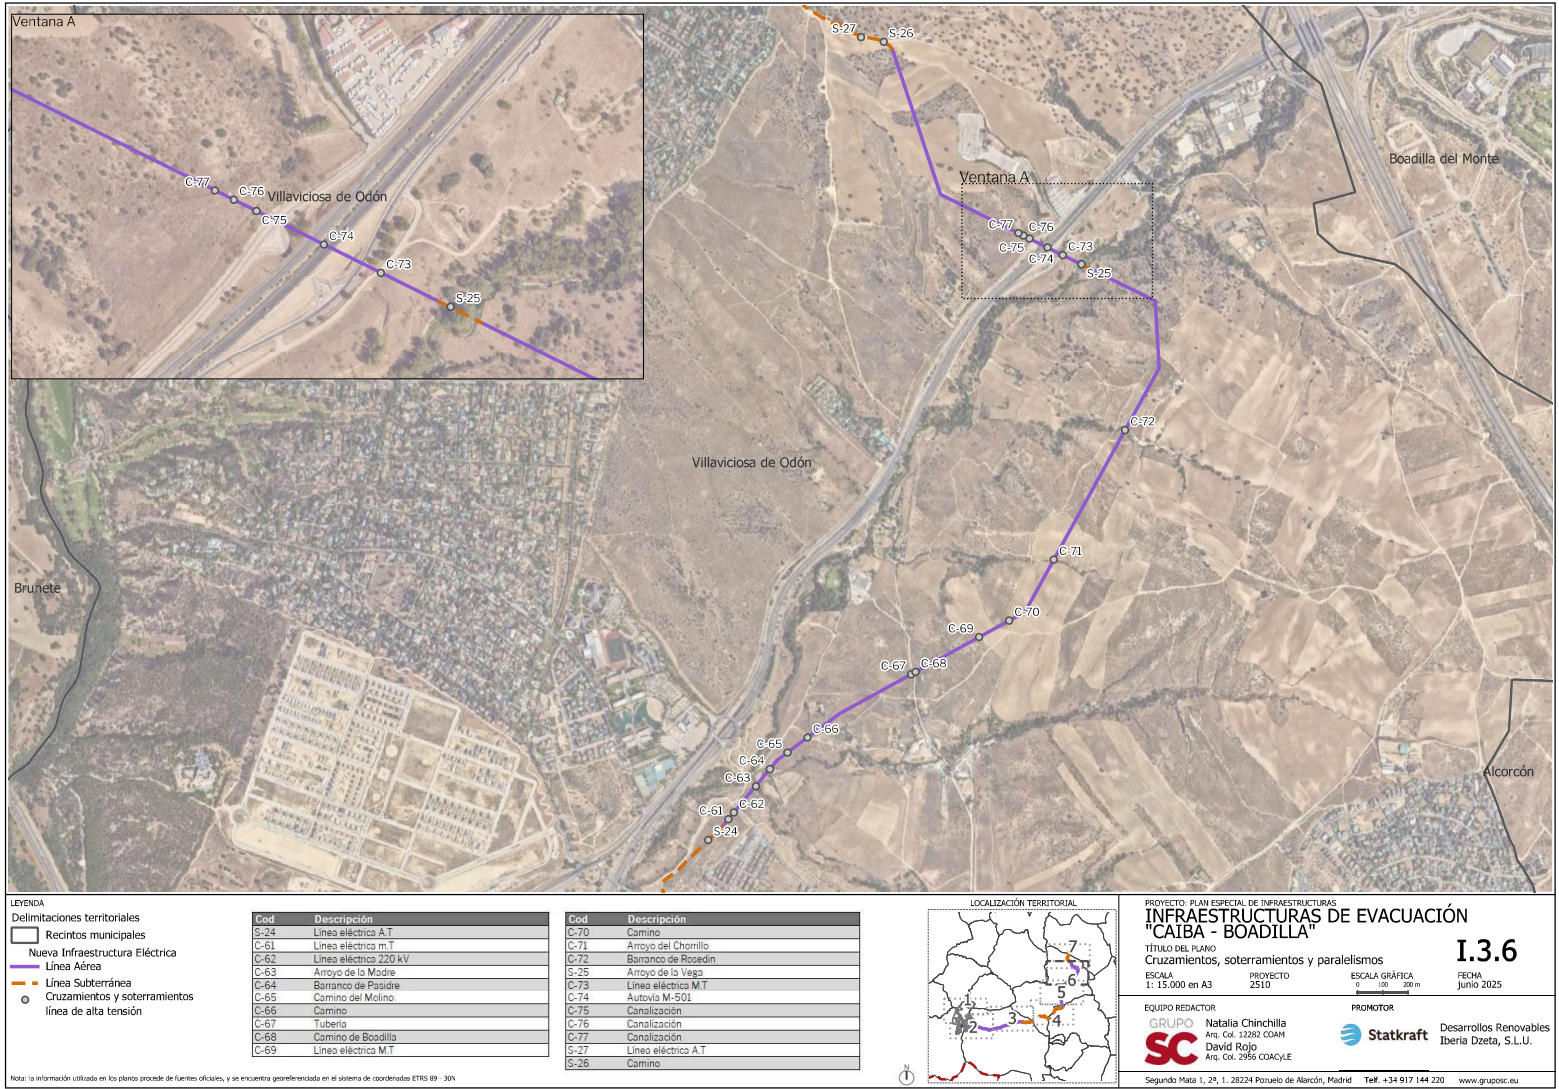 Ventana A
C-77
C-76
Villaviciosa de Odón
C-75
C-74
C-73
S-25
S-27
S-26
Boadilla del Monte
Ventana A
C-77
C-76
C-75
C-73
C-74
S-25
C-72
Villaviciosa de Odón
C-71
Brunete
C-70
C-69
C-68
C-67
C-66
C-65
C-64
Alcorcón
C-63
C-62
C-61
S-24
LEYENDA
Delimitaciones territoriales
Recintos municipales
Nueva Infraestructura Eléctrica
Línea Aérea
Línea Subterránea
Cruzamientos y soterramientos
línea de alta tensión
Cod Descripción
S-24 Línea eléctrica A.T
C-61 Línea eléctrica m.T
C-62 Línea eléctrica 220 kV
C-63 Arroyo de la Madre
C-64 Barranco de Pasidre
C-65 Camino del Molino
C-66 Camino
C-67 Tubería
C-68 Camino de Boadilla
C-69 Línea eléctrica M.T
Cod Descripción
C-70 Camino
C-71 Arroyo del Chorrillo
C-72 Barranco de Rosedin
S-25 Arroyo de la Vega
C-73 Línea eléctrica M.T
C-74 Autovía M-501
C-75 Canalización
C-76 Canalización
C-77 Canalización
S-27 Línea eléctrica A.T
S-26 Camino
Nota: la información utilizada en los planos procede de fuentes oficiales, y se encuentra georeferenciada en el sistema de coordenadas ETRS 89 - 30N
N
LOCALIZACIÓN TERRITORIAL
7
6
5
1
2
3
4
PROYECTO: PLAN ESPECIAL DE INFRAESTRUCTURAS
INFRAESTRUCTURAS DE EVACUACIÓN
"CAIBA - BOADILLA"
TÍTULO DEL PLANO
Cruzamientos, soterramientos y paralelismos
I.3.6
ESCALA
1: 15.000 en A3
PROYECTO
2510
ESCALA GRÁFICA
0 100 200 m
FECHA
junio 2025
EQUIPO REDACTOR
GRUPO
SC
Natalia Chinchilla
Arq. Col. 12282 COAM
David Rojo
Arq. Col. 2956 COACyLE
PROMOTOR
Statkraft
Desarrollos Renovables
Iberia Dzeta, S.L.U.
Segundo Mata 1, 2ª, 1. 28224 Pozuelo de Alarcón, Madrid Telf. +34 917 144 220 www.gruposc.eu